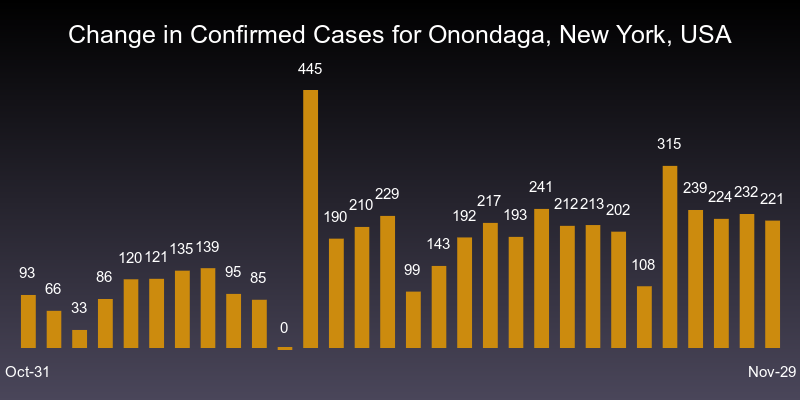 Change in Confirmed Cases for Onondaga, New York, USA
93 66 33 86 120 121 135 139 95 85 0 445 190 210 229 99 143 192 217 193 241 212 213 202 108 315 239 224 232 221
Oct-31 Nov-29